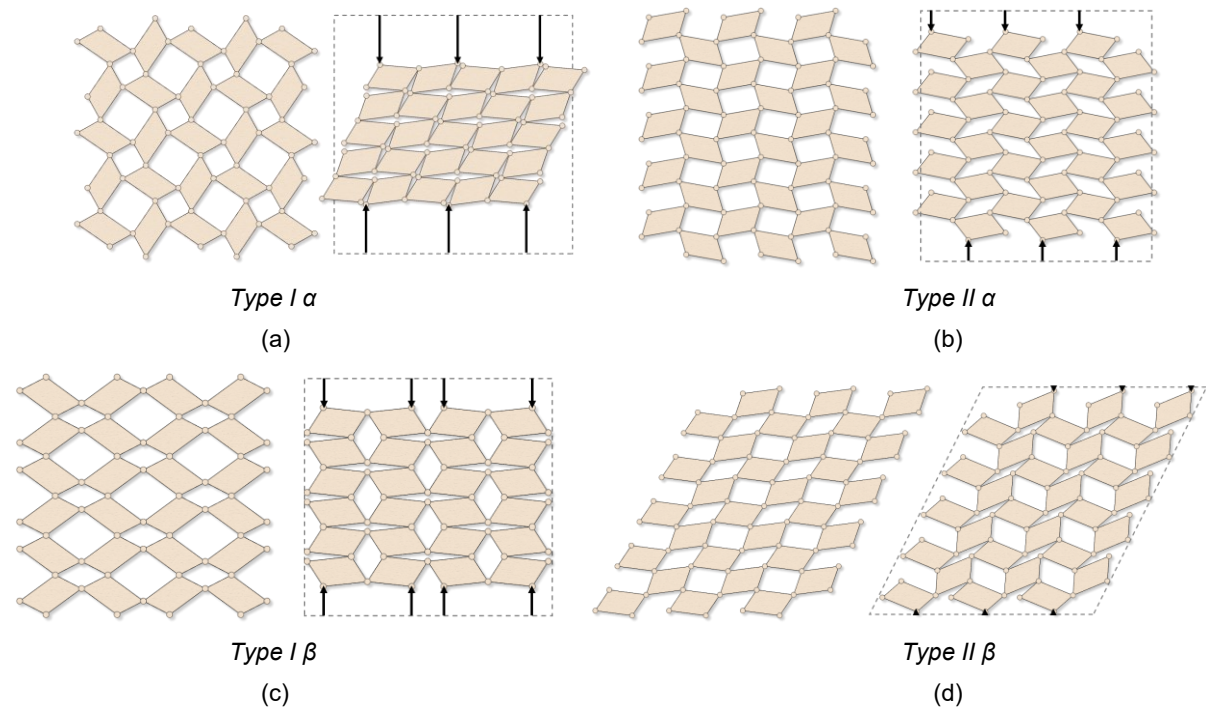 Type I α
(a)
Type II α
(b)
Type I β
(c)
Type II β
(d)